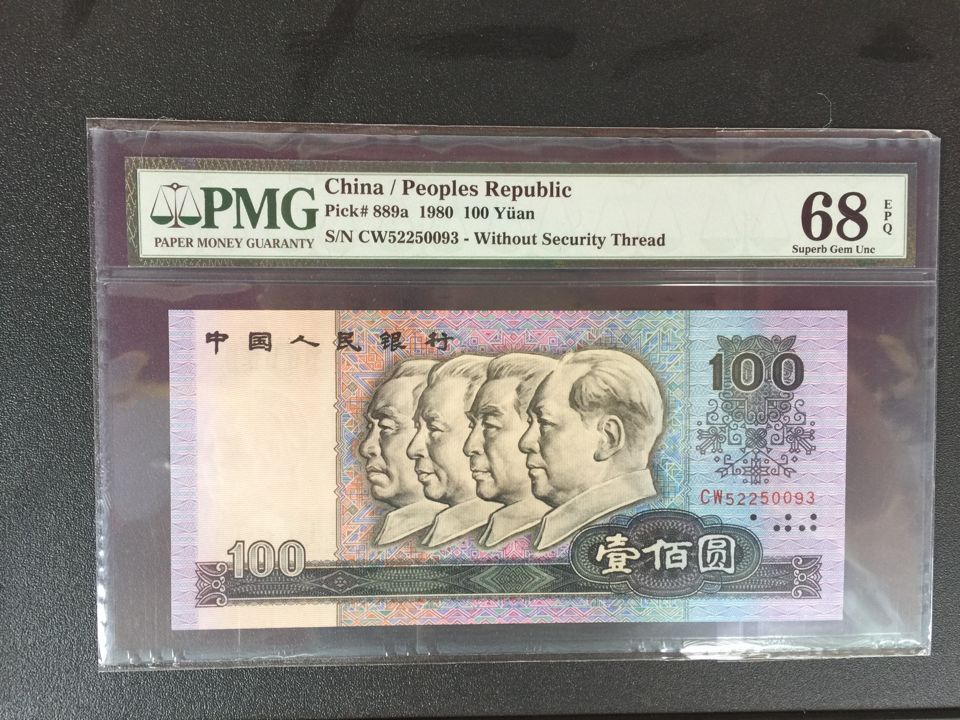 PMG
PAPER MONEY GUARANTY
China / Peoples Republic
Pick# 889a 1980 100 Yüan
S/N CW52250093 - Without Security Thread
68
EPQ
Superb Gem Unc
中国人民银行
100
CW52250093
100
壹佰圆